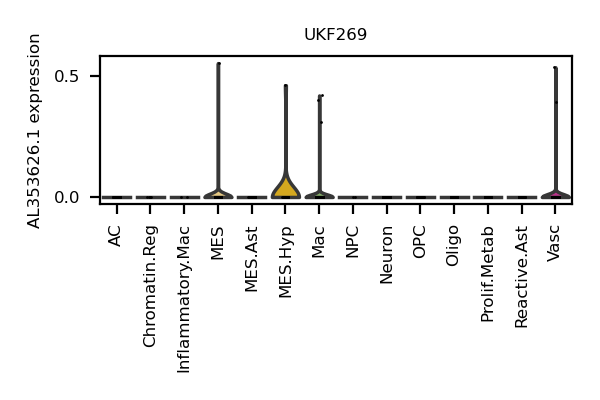 UKF269
AL353626.1 expression
0.5
0.0
AC
Chromatin.Reg
Inflammatory.Mac
MES
MES.Ast
MES.Hyp
Mac
NPC
Neuron
OPC
Oligo
Prolif.Metab
Reactive.Ast
Vasc